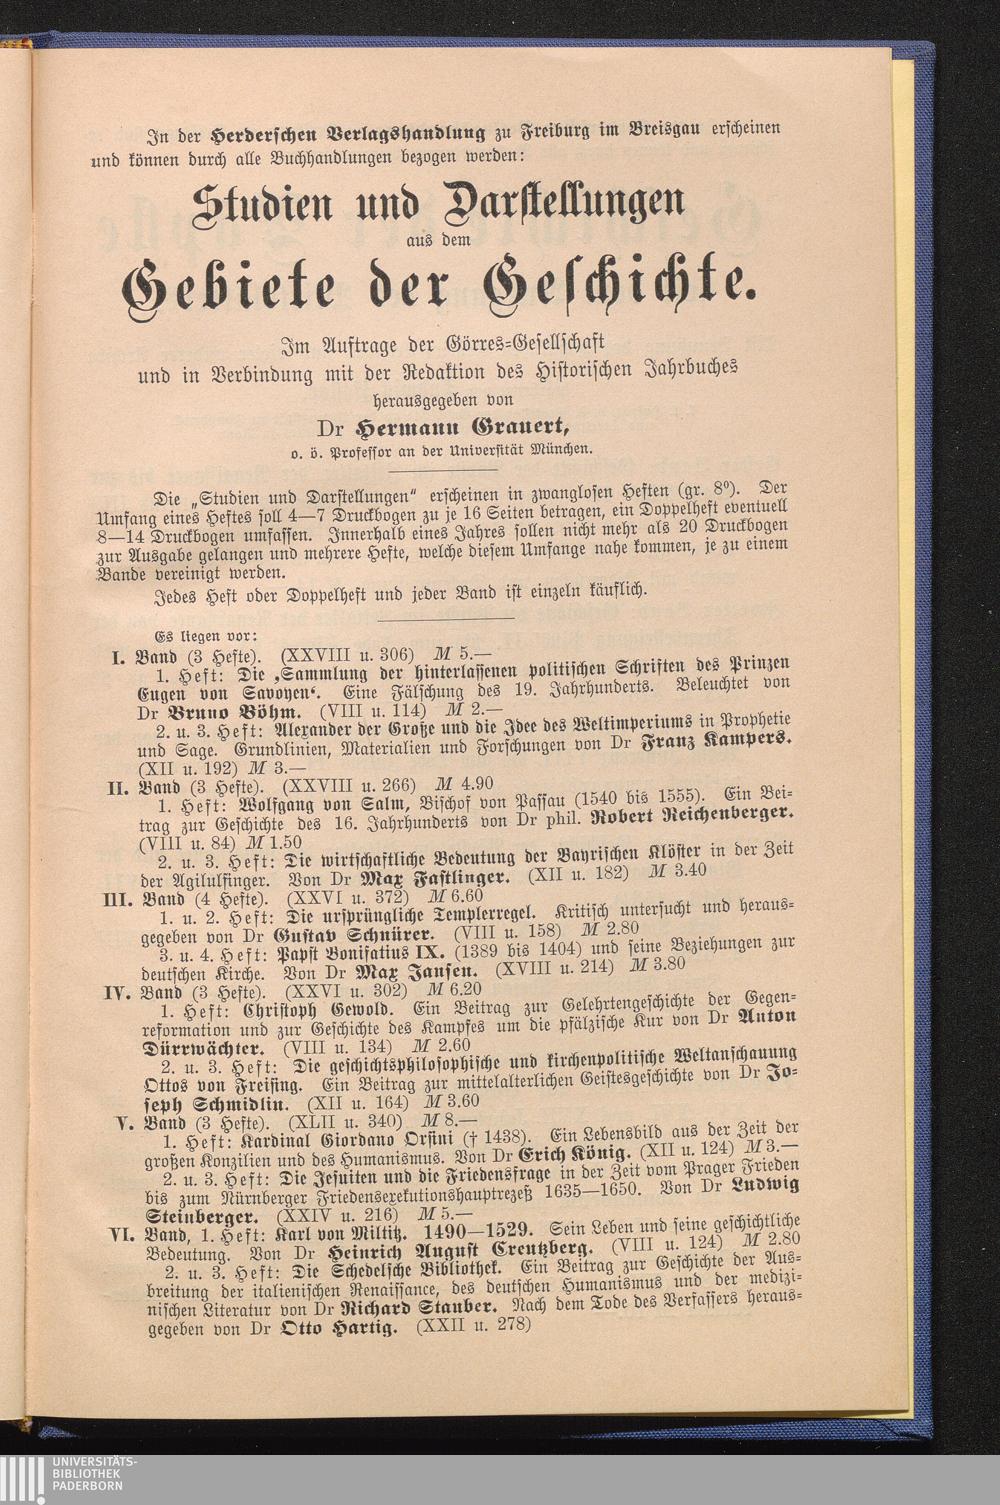 In der Herderschen Verlagshandlung zu Freiburg im Breisgau erscheinen
und können durch alle Buchhandlungen bezogen werden:
Studien und Darstellungen
aus dem
Gebiete der Geschichte.
Im Auftrage der Görres-Gesellschaft
und in Verbindung mit der Redaktion des Historischen Jahrbuches
herausgegeben von
Dr Hermann Grauert,
o. ö. Professor an der Universität München.
Die „Studien und Darstellungen“ erscheinen in zwanglosen Heften (gr. 8⁰). Der
Umfang eines Heftes soll 4—7 Druckbogen zu je 16 Seiten betragen, ein Doppelheft eventuell
8—14 Druckbogen umfassen. Innerhalb eines Jahres sollen nicht mehr als 20 Druckbogen
zur Ausgabe gelangen und mehrere Hefte, welche diesem Umfange nahe kommen, je zu einem
Bande vereinigt werden.
Jedes Heft oder Doppelheft und jeder Band ist einzeln käuflich.
Es liegen vor:
I. Band (3 Hefte). (XXVIII u. 306) M 5.—
1. Heft: Die ‚Sammlung der hinterlassenen politischen Schriften des Prinzen
Eugen von Savoyen‘. Eine Fälschung des 19. Jahrhunderts. Beleuchtet von
Dr Bruno Böhm. (VIII u. 114) M 2.—
2. u. 3. Heft: Alexander der Große und die Idee des Weltimperiums in Prophetie
und Sage. Grundlinien, Materialien und Forschungen von Dr Franz Kampers.
(XII u. 192) M 3.—
II. Band (3 Hefte). (XXVIII u. 266) M 4.90
1. Heft: Wolfgang von Salm, Bischof von Passau (1540 bis 1555). Ein Bei-
trag zur Geschichte des 16. Jahrhunderts von Dr phil. Robert Reichenberger.
(VIII u. 84) M 1.50
2. u. 3. Heft: Die wirtschaftliche Bedeutung der Bayrischen Klöster in der Zeit
der Agilulfinger. Von Dr Max Fastlinger. (XII u. 182) M 3.40
III. Band (4 Hefte). (XXVI u. 372) M 6.60
1. u. 2. Heft: Die ursprüngliche Templerregel. Kritisch untersucht und heraus-
gegeben von Dr Gustav Schnürer. (VIII u. 158) M 2.80
3. u. 4. Heft: Papst Bonifatius IX. (1389 bis 1404) und seine Beziehungen zur
deutschen Kirche. Von Dr Max Jansen. (XVIII u. 214) M 3.80
IV. Band (3 Hefte). (XXVI u. 302) M 6.20
1. Heft: Christoph Gewold. Ein Beitrag zur Gelehrtengeschichte der Gegen-
reformation und zur Geschichte des Kampfes um die pfälzische Kur von Dr Anton
Dürrwächter. (VIII u. 134) M 2.60
2. u. 3. Heft: Die geschichtsphilosophische und kirchenpolitische Weltanschauung
Ottos von Freising. Ein Beitrag zur mittelalterlichen Geistesgeschichte von Dr Jo-
seph Schmidlin. (XII u. 164) M 3.60
V. Band (3 Hefte). (XLII u. 340) M 8.—
1. Heft: Kardinal Giordano Orsini († 1438). Ein Lebensbild aus der Zeit der
großen Konzilien und des Humanismus. Von Dr Erich König. (XII u. 124) M 3.—
2. u. 3. Heft: Die Jesuiten und die Friedensfrage in der Zeit vom Prager Frieden
bis zum Nürnberger Friedensexekutionshauptrezeß 1635—1650. Von Dr Ludwig
Steinberger. (XXIV u. 216) M 5.—
VI. Band, 1. Heft: Karl von Miltitz. 1490—1529. Sein Leben und seine geschichtliche
Bedeutung. Von Dr Heinrich August Creutzberg. (VIII u. 124) M 2.80
2. u. 3. Heft: Die Schedelsche Bibliothek. Ein Beitrag zur Geschichte der Aus-
breitung der italienischen Renaissance, des deutschen Humanismus und der medizi-
nischen Literatur von Dr Richard Stauber. Nach dem Tode des Verfassers heraus-
gegeben von Dr Otto Hartig. (XXII u. 278)
UNIVERSITÄTS-
BIBLIOTHEK
PADERBORN